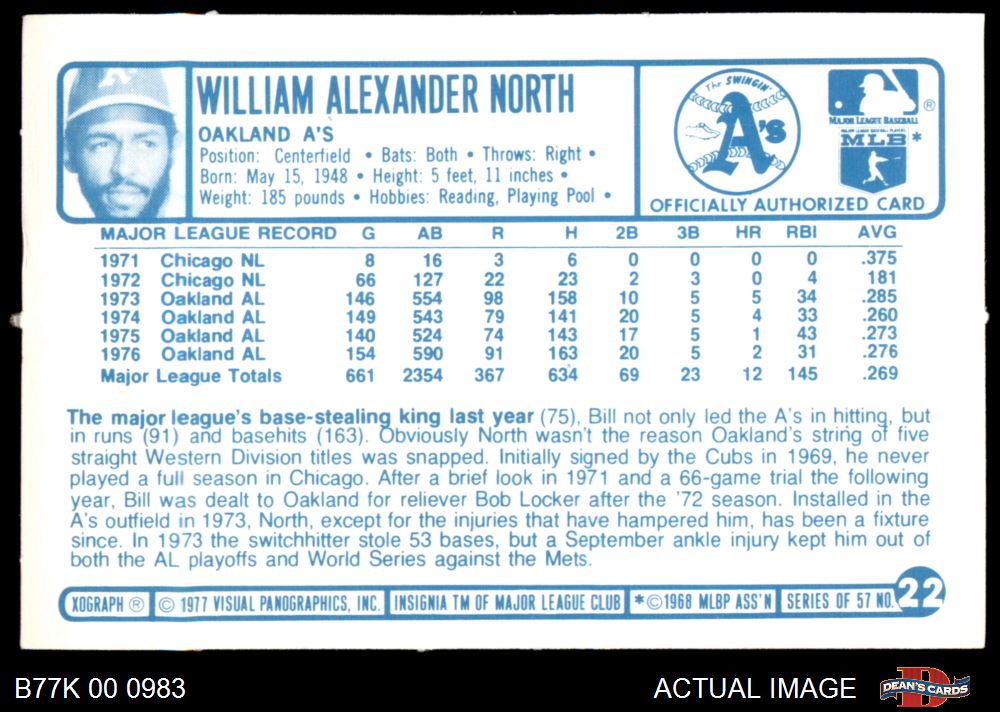 WILLIAM ALEXANDER NORTH
OAKLAND A'S
Position: Centerfield • Bats: Both • Throws: Right •
Born: May 15, 1948 • Height: 5 feet, 11 inches •
Weight: 185 pounds • Hobbies: Reading, Playing Pool •
The SWINGIN'
A's
MAJOR LEAGUE BASEBALL ®
MAJOR LEAGUE BASEBALL PLAYERS
MLB *
OFFICIALLY AUTHORIZED CARD
MAJOR LEAGUE RECORD G AB R H 2B 3B HR RBI AVG
1971 Chicago NL 8 16 3 6 0 0 0 0 .375
1972 Chicago NL 66 127 22 23 2 3 0 4 181
1973 Oakland AL 146 554 98 158 10 5 5 34 .285
1974 Oakland AL 149 543 79 141 20 5 4 33 .260
1975 Oakland AL 140 524 74 143 17 5 1 43 .273
1976 Oakland AL 154 590 91 163 20 5 2 31 .276
Major League Totals 661 2354 367 634 69 23 12 145 .269
The major league's base-stealing king last year (75), Bill not only led the A's in hitting, but
in runs (91) and basehits (163). Obviously North wasn't the reason Oakland's string of five
straight Western Division titles was snapped. Initially signed by the Cubs in 1969, he never
played a full season in Chicago. After a brief look in 1971 and a 66-game trial the following
year, Bill was dealt to Oakland for reliever Bob Locker after the '72 season. Installed in the
A's outfield in 1973, North, except for the injuries that have hampered him, has been a fixture
since. In 1973 the switchhitter stole 53 bases, but a September ankle injury kept him out of
both the AL playoffs and World Series against the Mets.
XOGRAPH ® © 1977 VISUAL PANOGRAPHICS, INC. INSIGNIA TM OF MAJOR LEAGUE CLUB *©1968 MLBP ASS'N SERIES OF 57 NO. 22
B77K 00 0983
ACTUAL IMAGE
D
DEAN'S CARDS